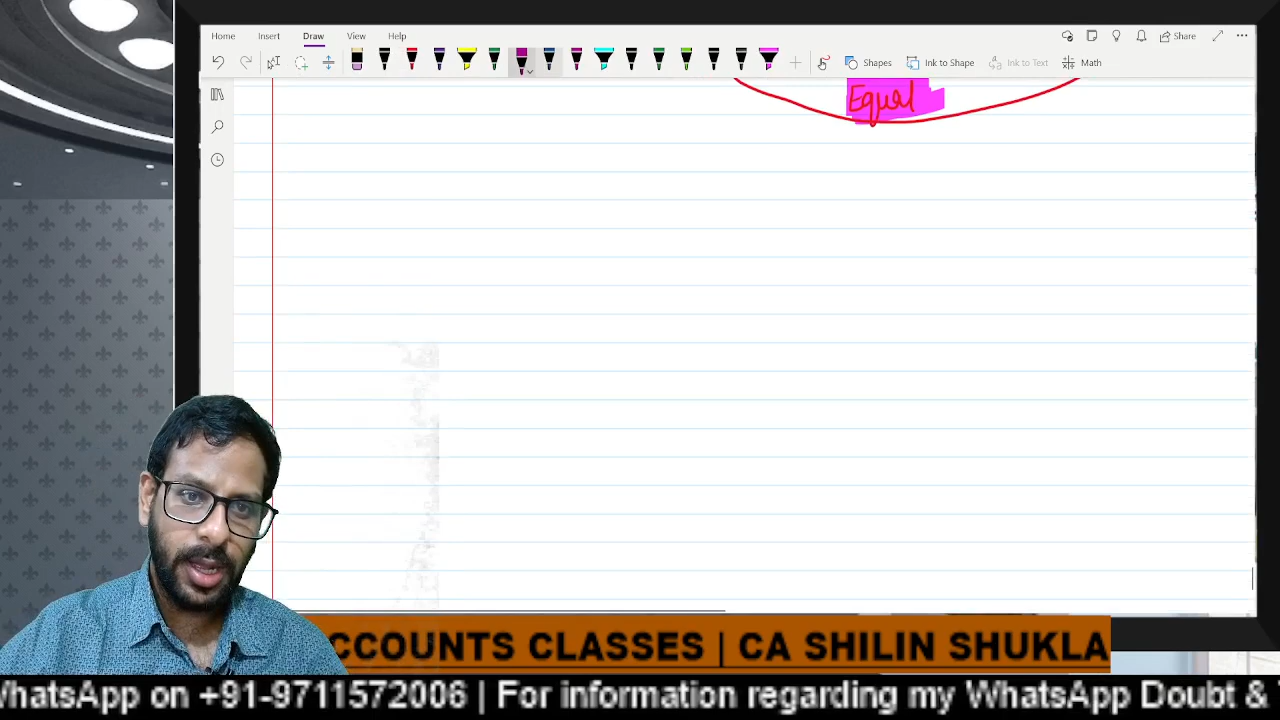 Home Insert Draw View Help
Share
Shapes Ink to Shape Ink to Text Math
Equal
CCOUNTS CLASSES | CA SHILIN SHUKLA
WhatsApp on +91-9711572006 | For information regarding my WhatsApp Doubt &